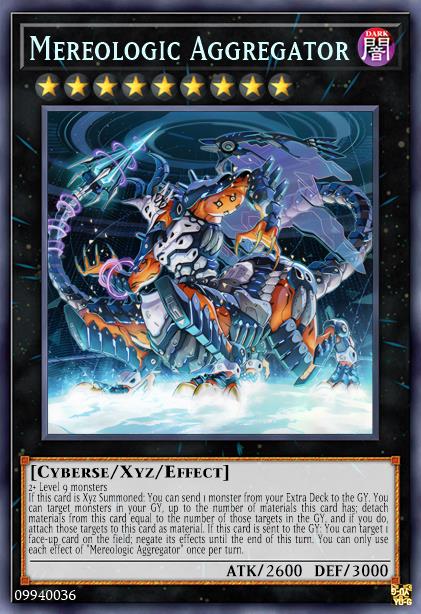 MEREOLOGIC AGGREGATOR
DARK
闇
[CYBERSE/XYZ/EFFECT]
2+ Level 9 monsters
If this card is Xyz Summoned: You can send 1 monster from your Extra Deck to the GY. You
can target monsters in your GY, up to the number of materials this card has; detach
materials from this card equal to the number of those targets in the GY, and if you do,
attach those targets to this card as material. If this card is sent to the GY: You can target 1
face-up card on the field; negate its effects until the end of this turn. You can only use
each effect of "Mereologic Aggregator" once per turn.
ATK/2600 DEF/3000
09940036